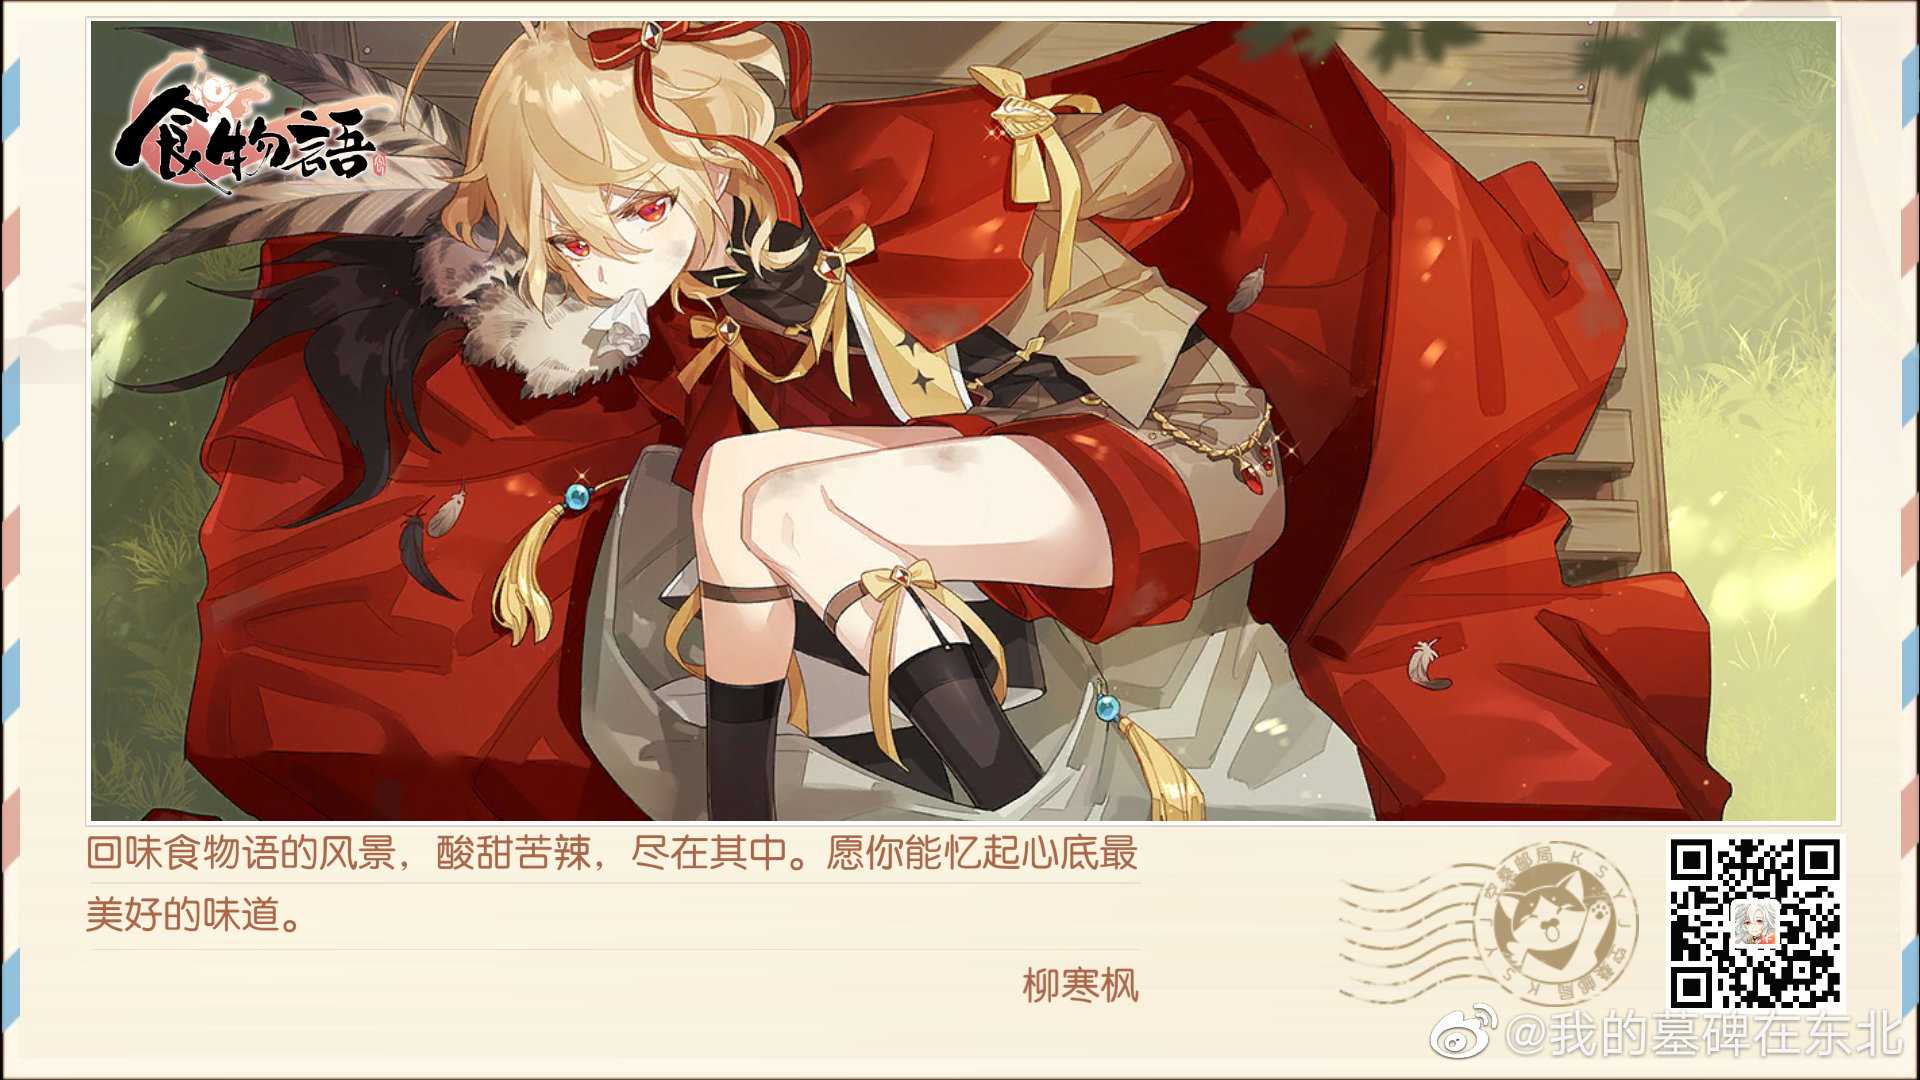 食物語
回味食物语的风景，酸甜苦辣，尽在其中。愿你能忆起心底最
美好的味道。
柳寒枫
@我的墓碑在东北